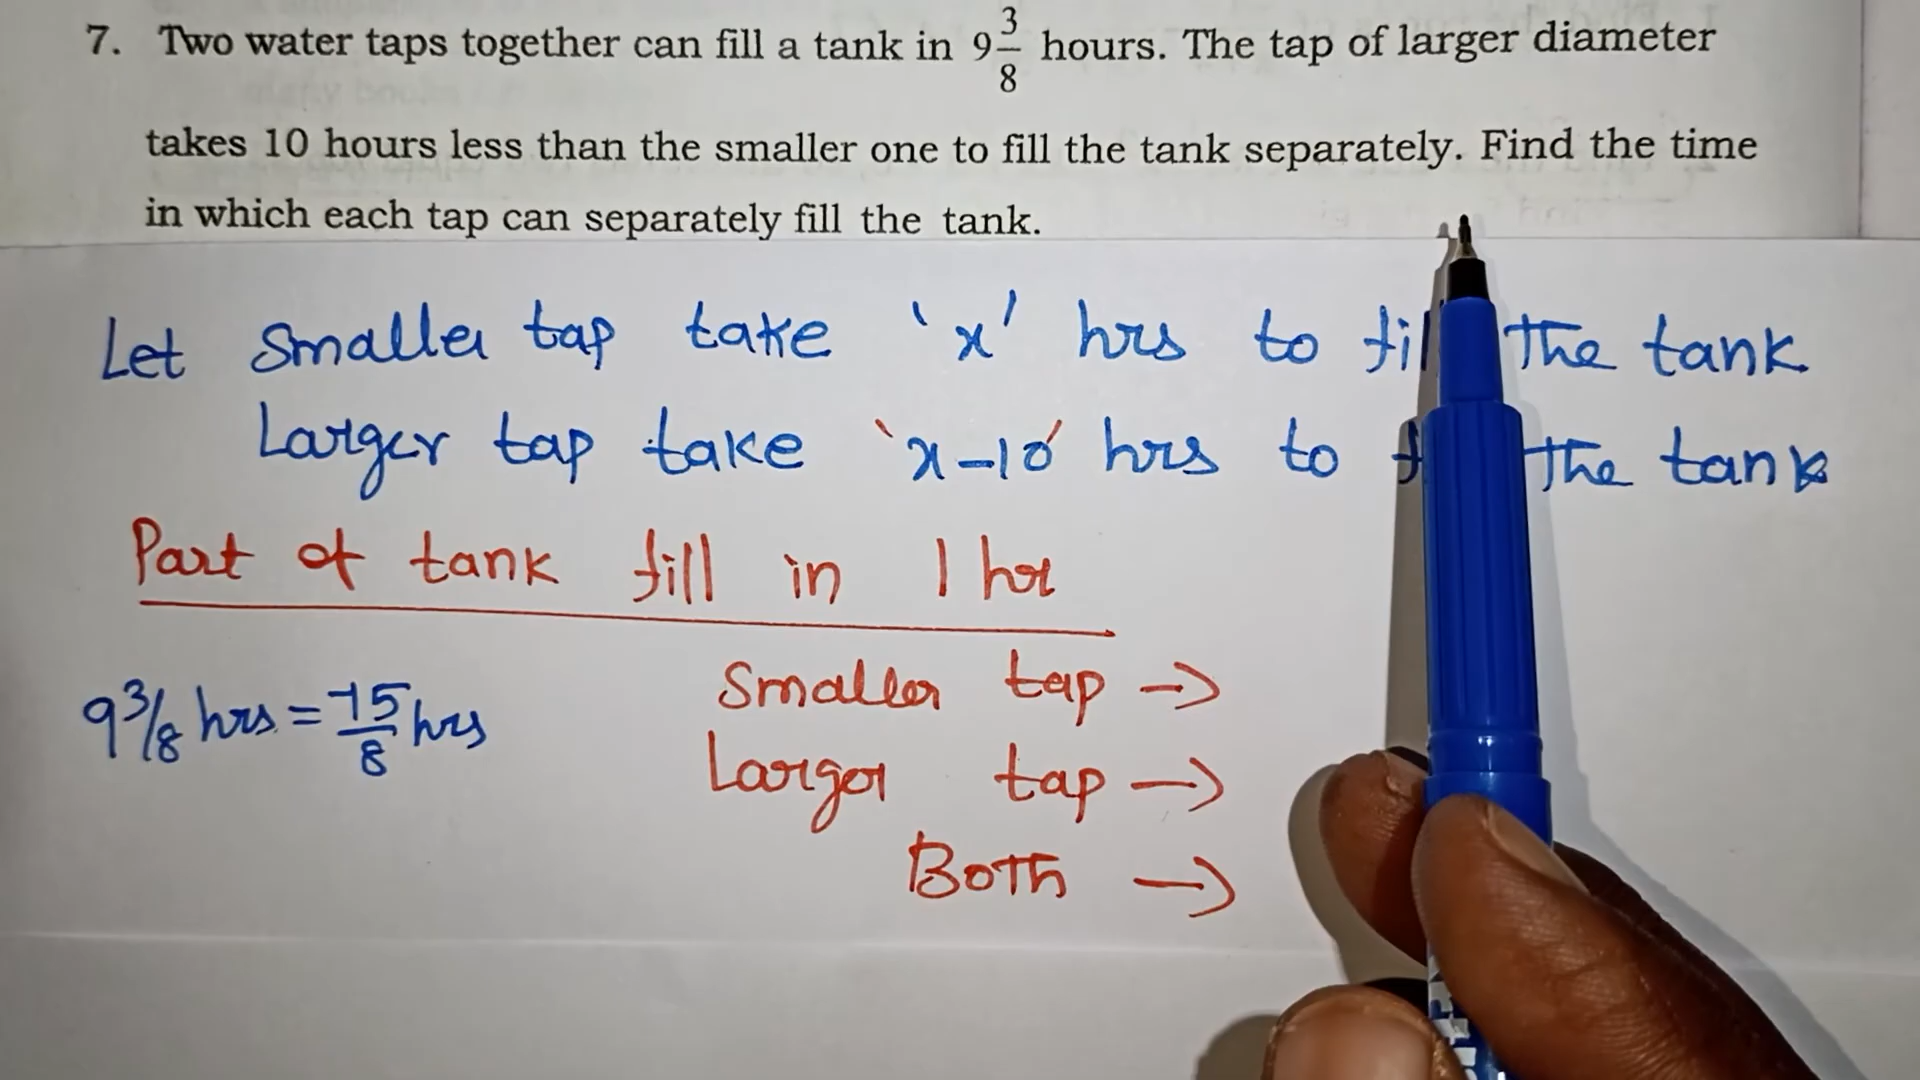 7. Two water taps together can fill a tank in 9 3/8 hours. The tap of larger diameter
takes 10 hours less than the smaller one to fill the tank separately. Find the time
in which each tap can separately fill the tank.
Let smaller tap take 'x' hrs to the tank
Larger tap take 'x-10' hrs to the tank
Part of tank fill in 1 hr
9 3/8 hrs = 75/8 hrs
Smaller tap →
Larger tap →
Both →